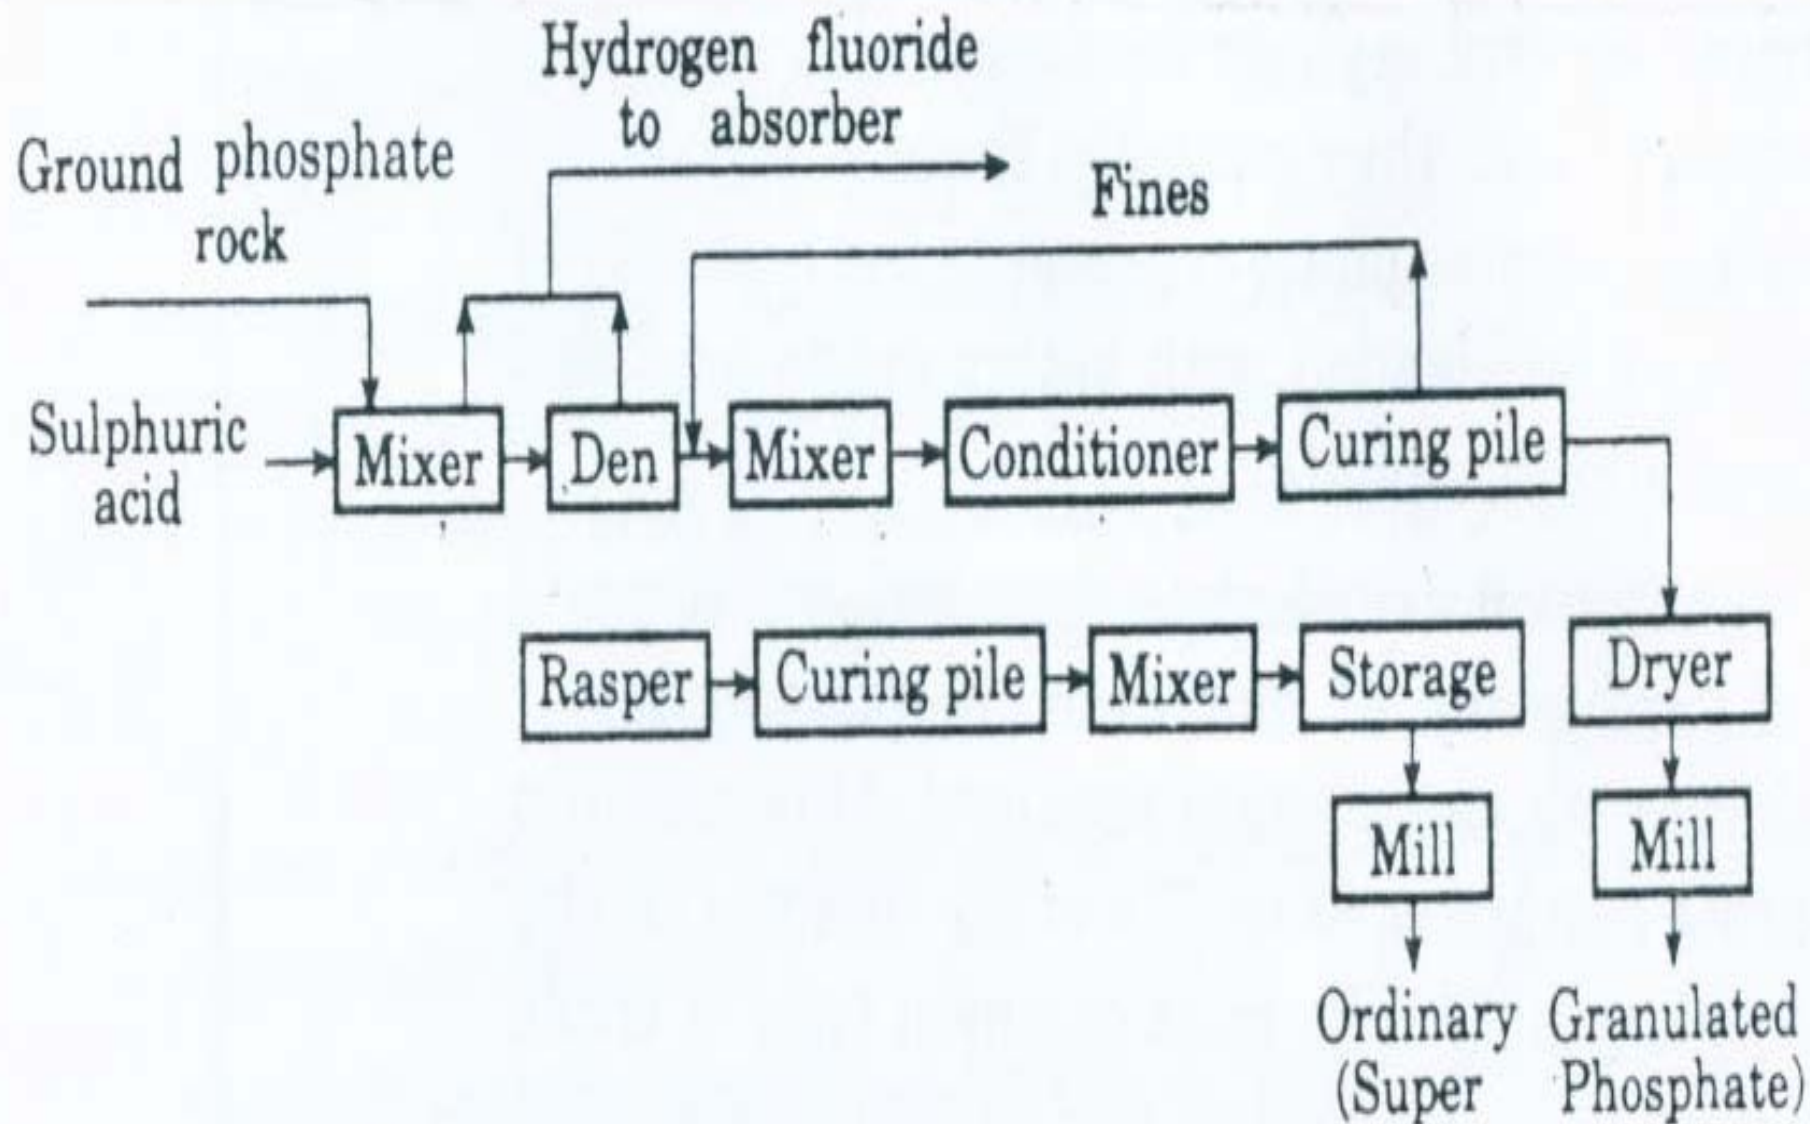 Hydrogen fluoride
to absorber
Ground phosphate
rock
Fines
Sulphuric
acid
Mixer
Den
Mixer
Conditioner
Curing pile
Rasper
Curing pile
Mixer
Storage
Dryer
Mill
Mill
Ordinary Granulated
(Super Phosphate)